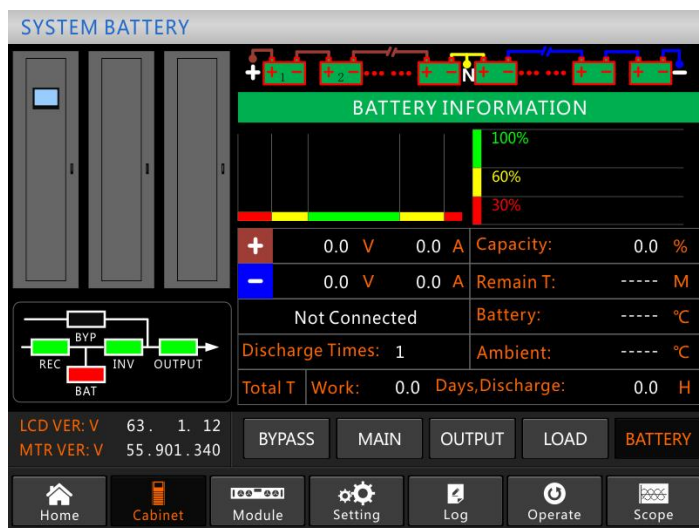 SYSTEM BATTERY
+ + 1 - + 2 - + - N + - + - + - -
BATTERY INFORMATION
100%
60%
30%
+ 0.0 V 0.0 A Capacity: 0.0 %
- 0.0 V 0.0 A Remain T: ----- M
Not Connected Battery: ----- ℃
Discharge Times: 1 Ambient: ----- ℃
Total T Work: 0.0 Days,Discharge: 0.0 H
BYP
REC INV OUTPUT
BAT
LCD VER: V 63. 1. 12
MTR VER: V 55.901.340
BYPASS MAIN OUTPUT LOAD BATTERY
Home Cabinet Module Setting Log Operate Scope